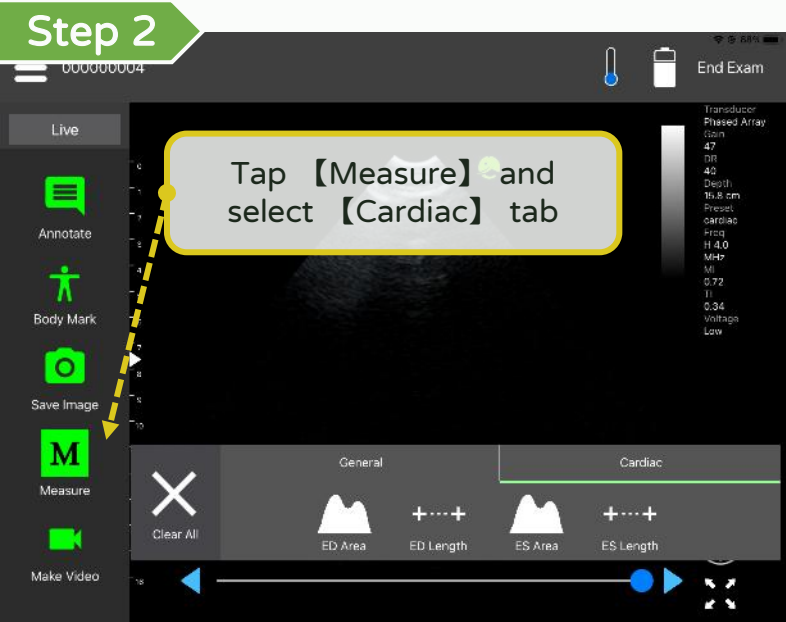 Step 2
000000004
68%
End Exam
Live
Tap 【Measure】 and
select 【Cardiac】 tab
Transducer
Phased Array
Gain
47
DR
40
Depth
15.8 cm
Preset
cardiac
Freq
H 4.0
MHz
MI
0.72
TI
0.34
Voltage
Low
Annotate
Body Mark
Save Image
M
Measure
Make Video
General
Cardiac
Clear All
ED Area
ED Length
ES Area
ES Length